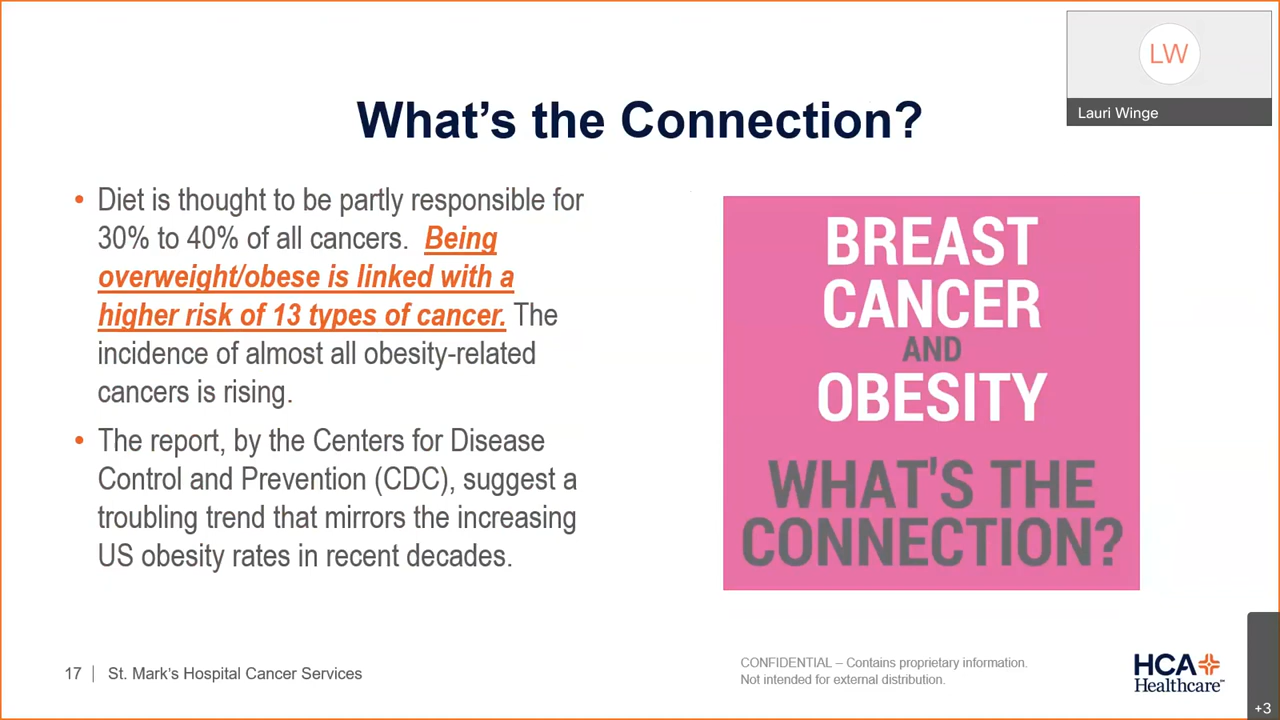 LW
Lauri Winge
What's the Connection?
• Diet is thought to be partly responsible for
30% to 40% of all cancers. Being
overweight/obese is linked with a
higher risk of 13 types of cancer. The
incidence of almost all obesity-related
cancers is rising.
• The report, by the Centers for Disease
Control and Prevention (CDC), suggest a
troubling trend that mirrors the increasing
US obesity rates in recent decades.
BREAST
CANCER
AND
OBESITY
WHAT'S THE
CONNECTION?
17 | St. Mark's Hospital Cancer Services
CONFIDENTIAL – Contains proprietary information.
Not intended for external distribution.
HCA
Healthcare™
+3